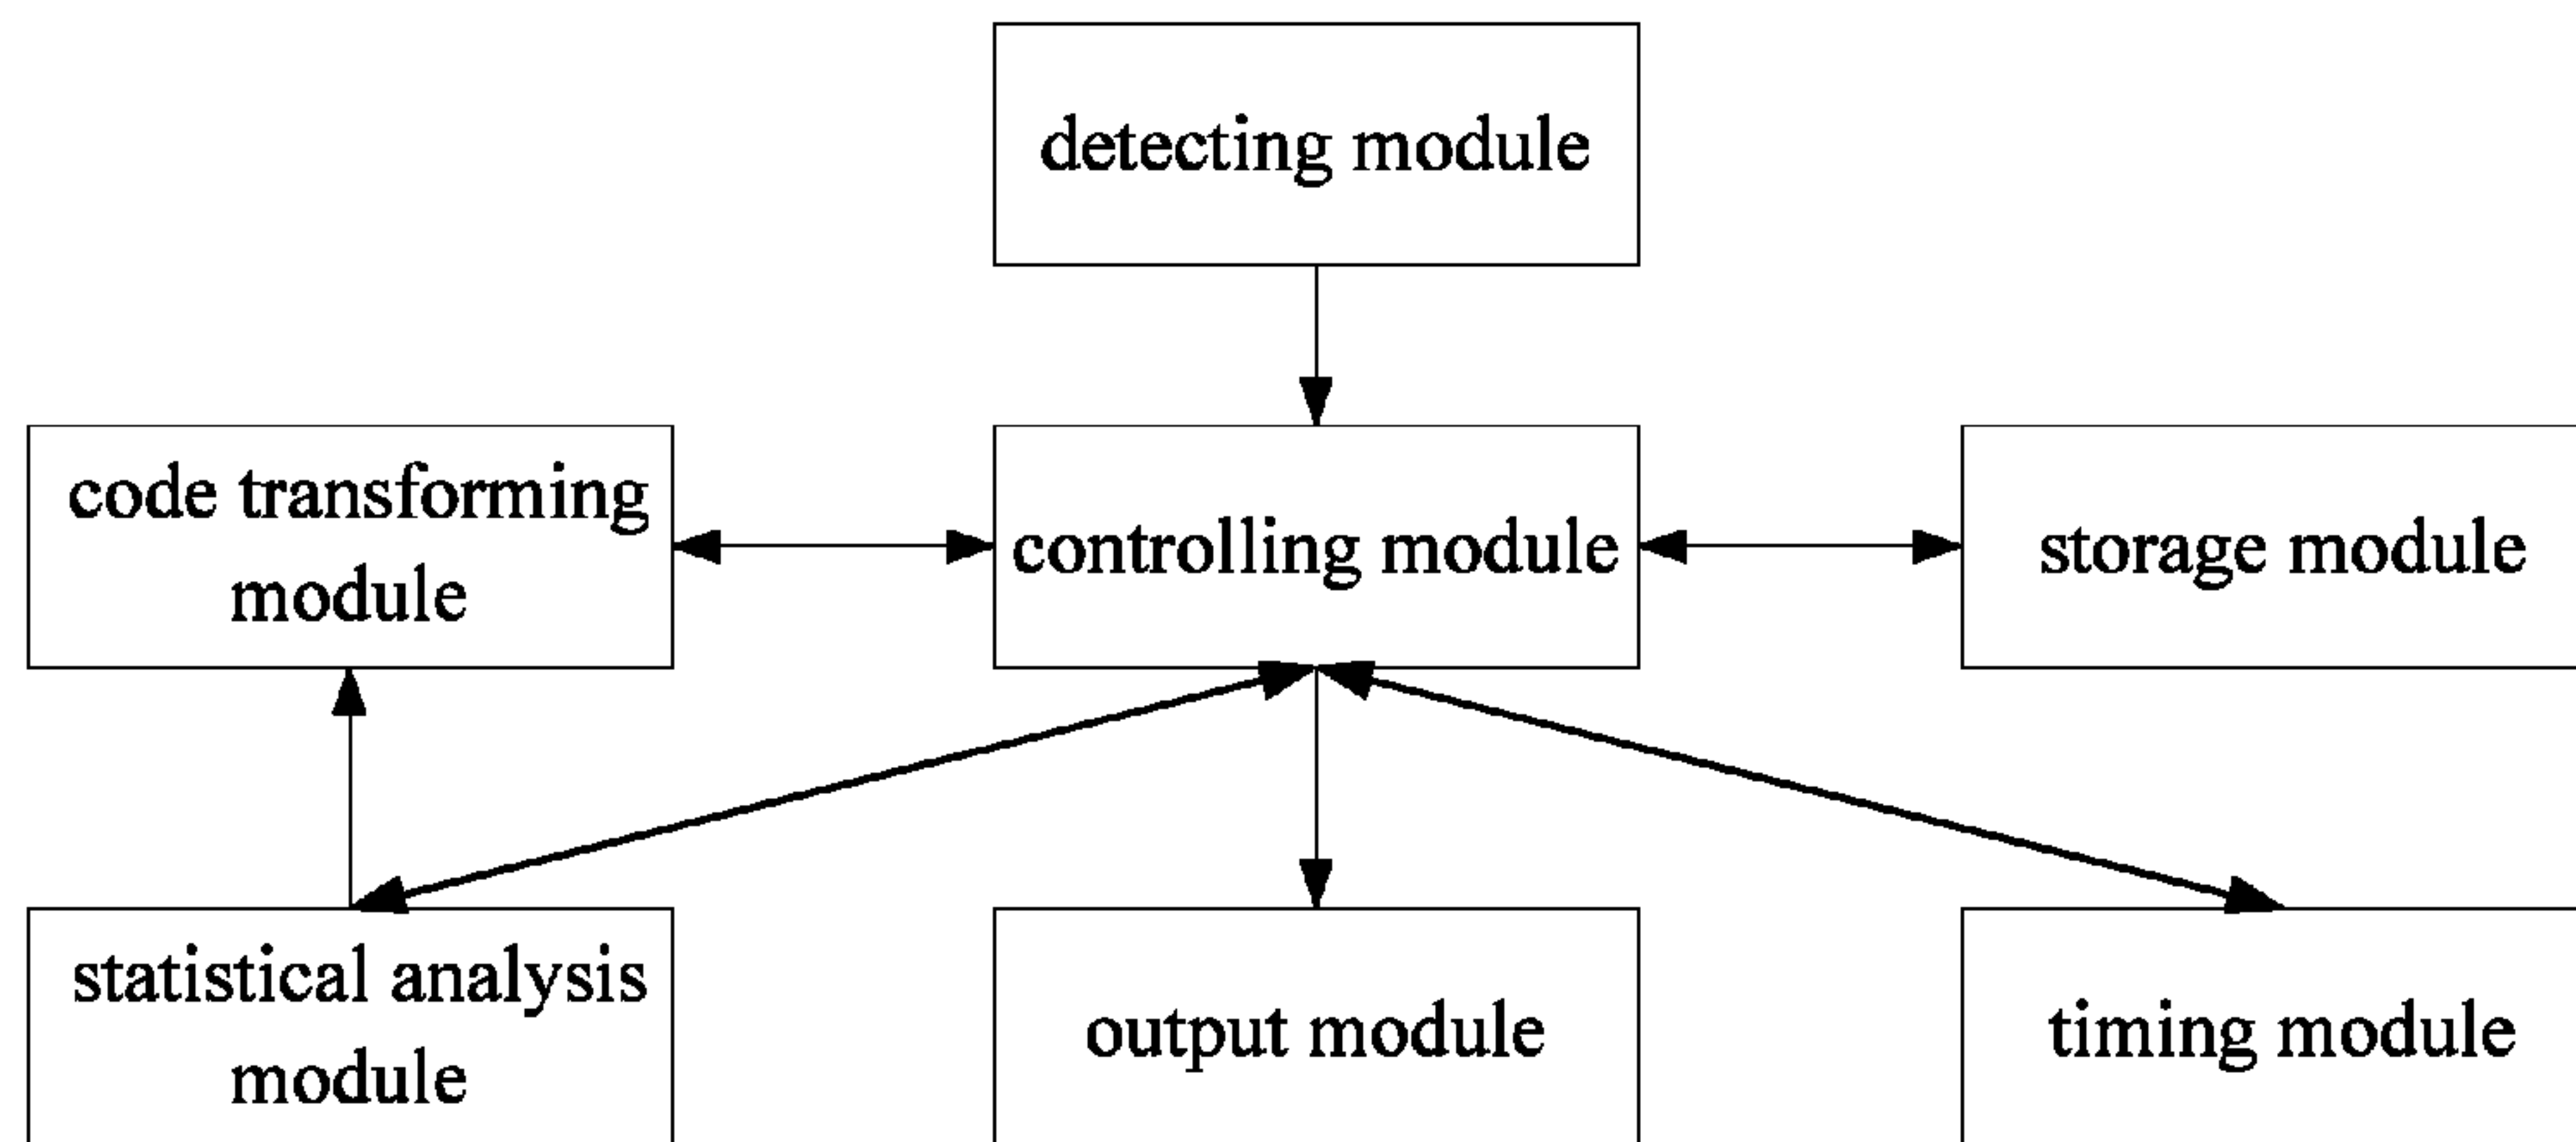 detecting module
code transforming
module
controlling module
storage module
statistical analysis
module
output module
timing module